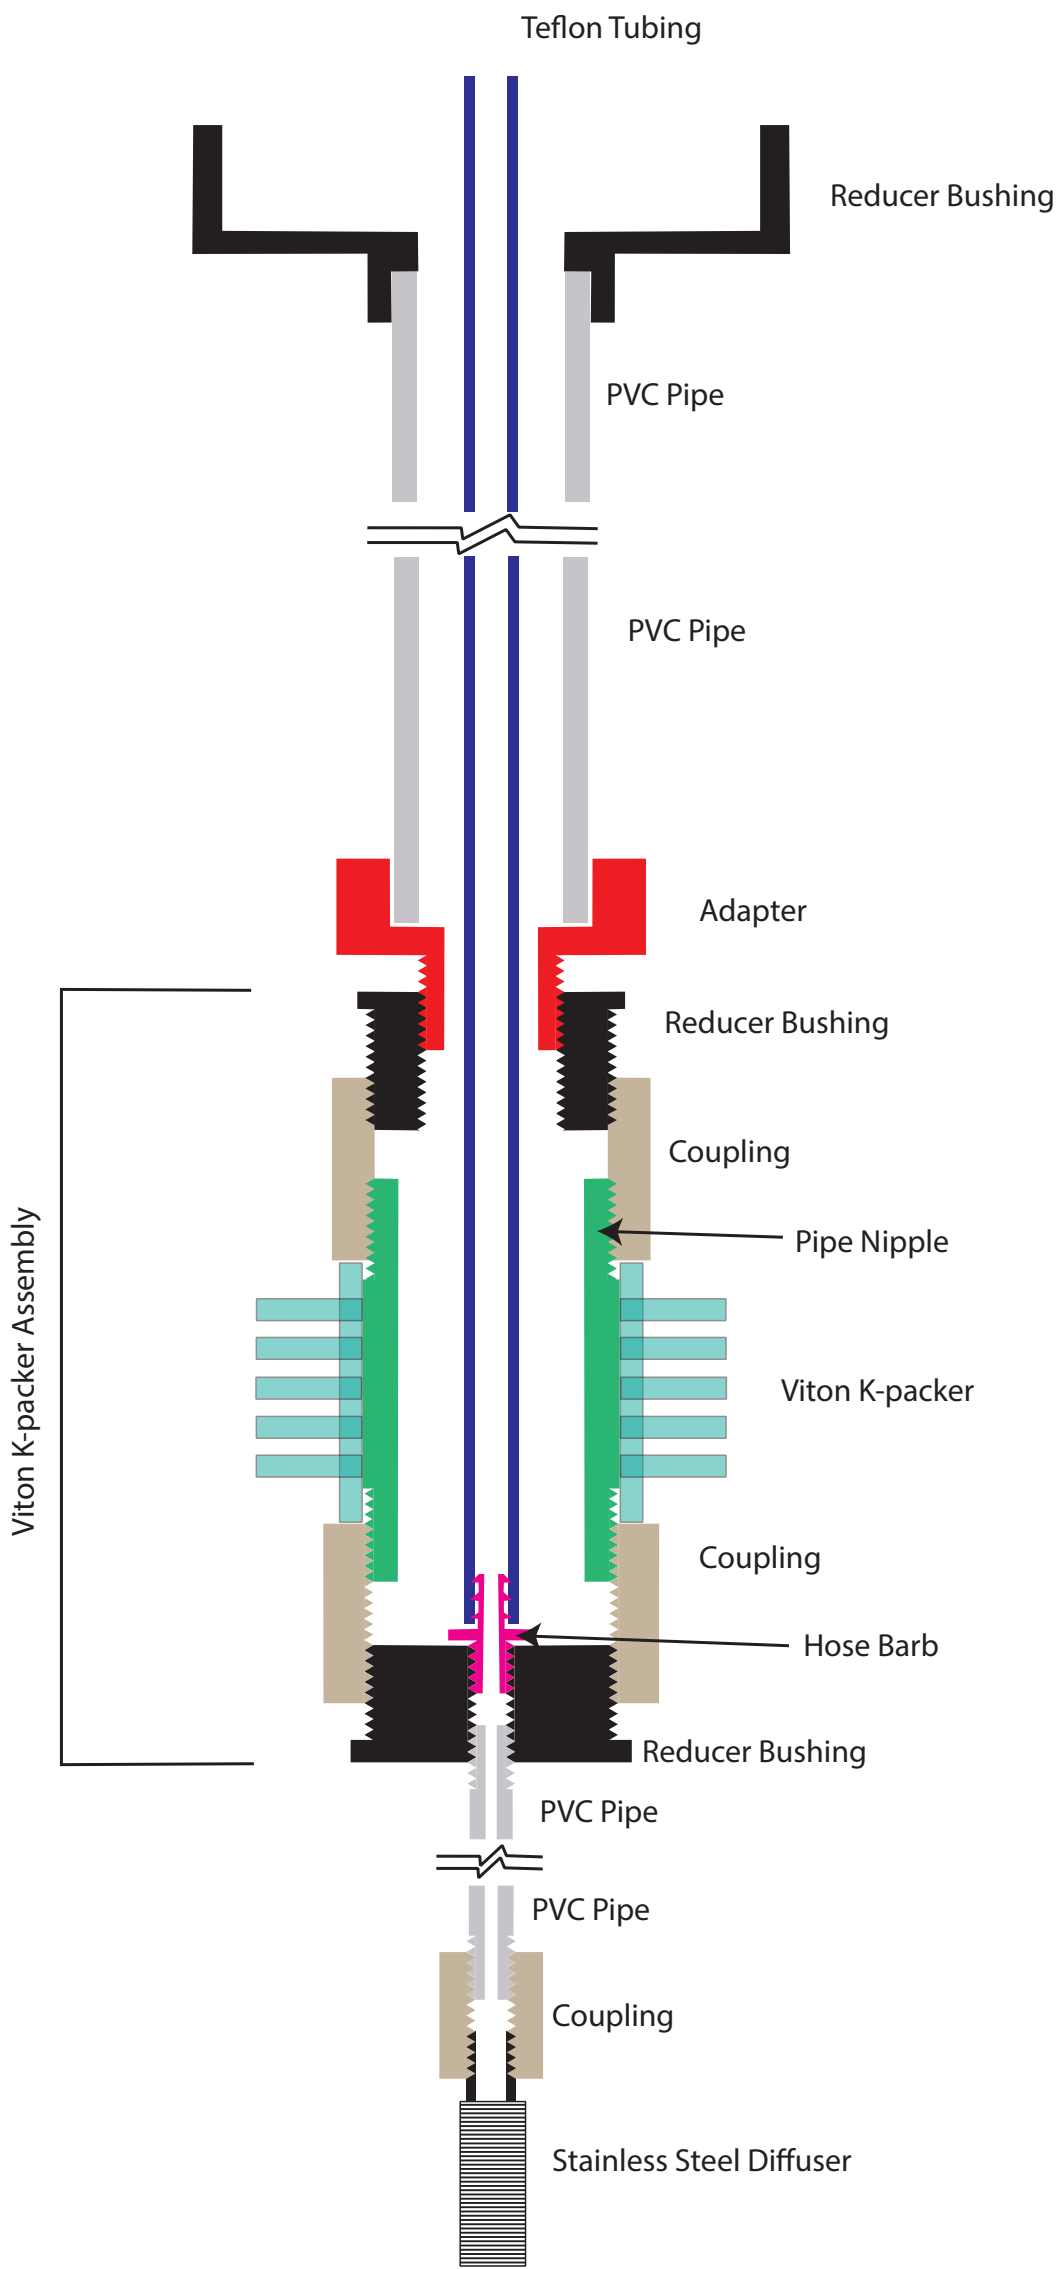 Teflon Tubing
Reducer Bushing
PVC Pipe
PVC Pipe
Adapter
Reducer Bushing
Coupling
Pipe Nipple
Viton K-packer Assembly
Viton K-packer
Coupling
Hose Barb
Reducer Bushing
PVC Pipe
PVC Pipe
Coupling
Stainless Steel Diffuser